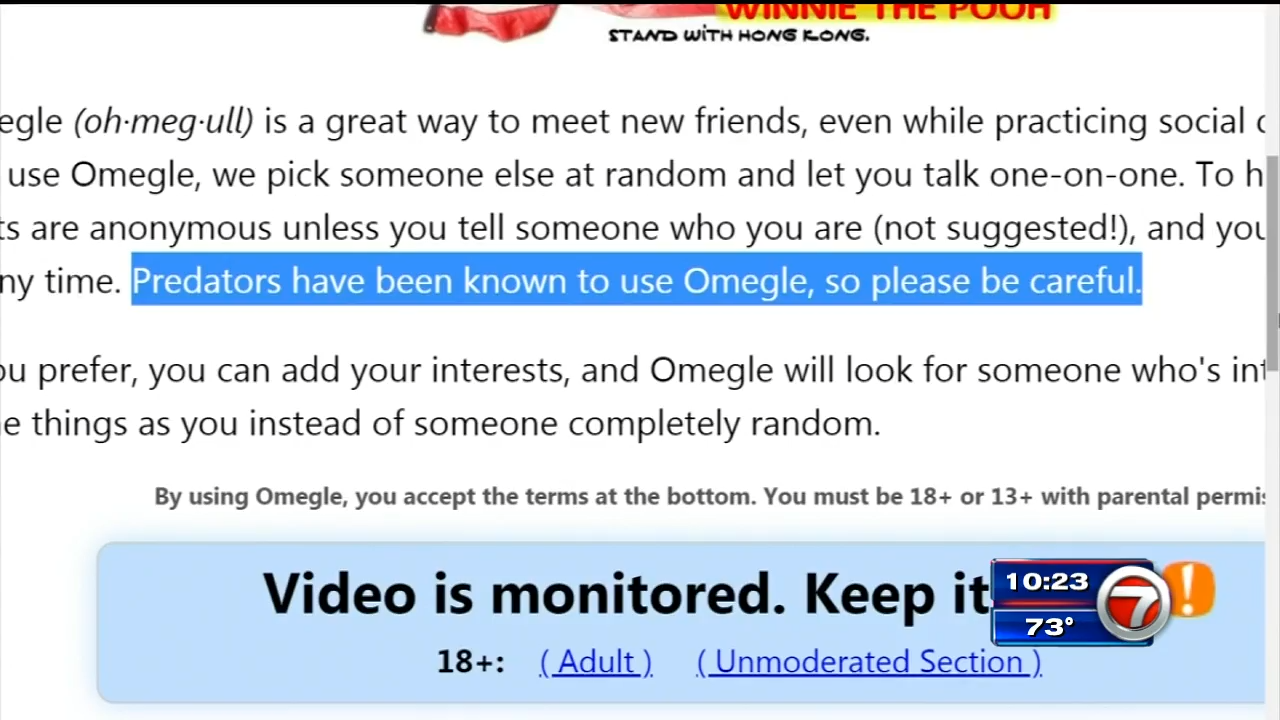 WINNIE THE POOH
STAND WITH HONG KONG.
egle (oh·meg·ull) is a great way to meet new friends, even while practicing social
use Omegle, we pick someone else at random and let you talk one-on-one. To h
ts are anonymous unless you tell someone who you are (not suggested!), and you
ny time. Predators have been known to use Omegle, so please be careful.
ou prefer, you can add your interests, and Omegle will look for someone who's int
e things as you instead of someone completely random.
By using Omegle, you accept the terms at the bottom. You must be 18+ or 13+ with parental permis
Video is monitored. Keep it !
18+: (Adult) (Unmoderated Section)
10:23
7
73°